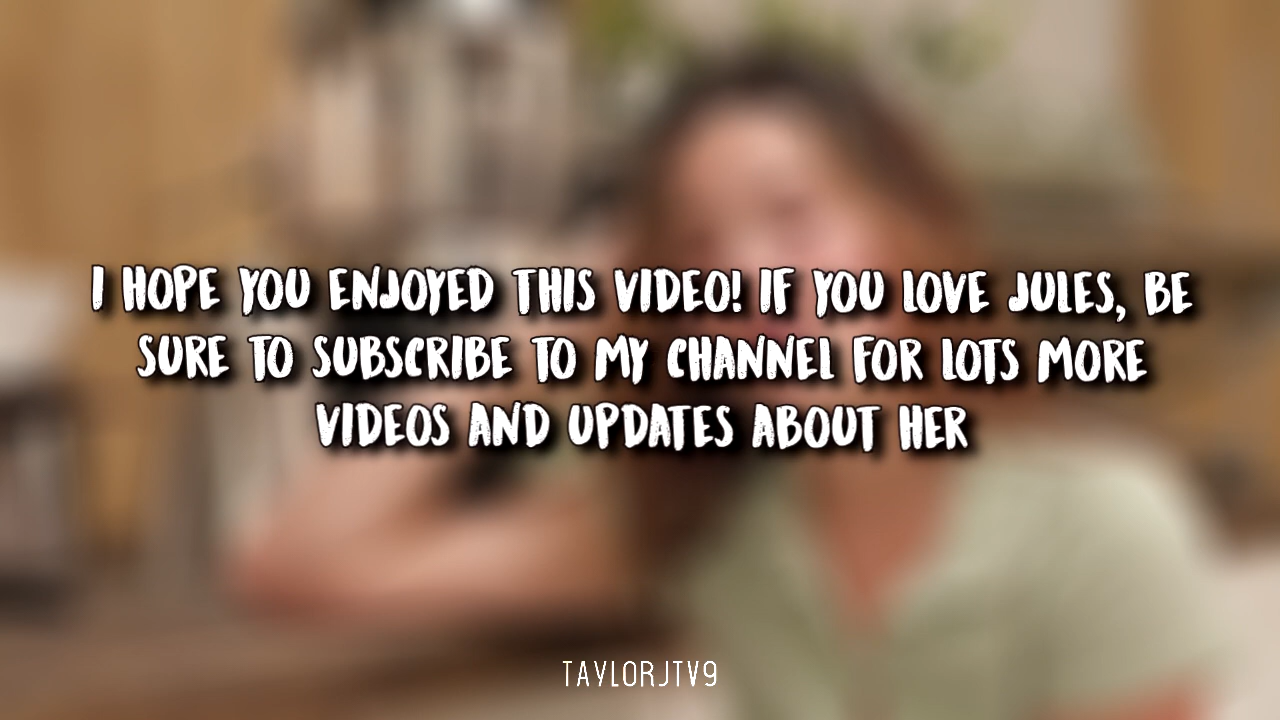 I HOPE YOU ENJOYED THIS VIDEO! IF YOU LOVE JULES, BE
SURE TO SUBSCRIBE TO MY CHANNEL FOR LOTS MORE
VIDEOS AND UPDATES ABOUT HER
TAYLORJTV9